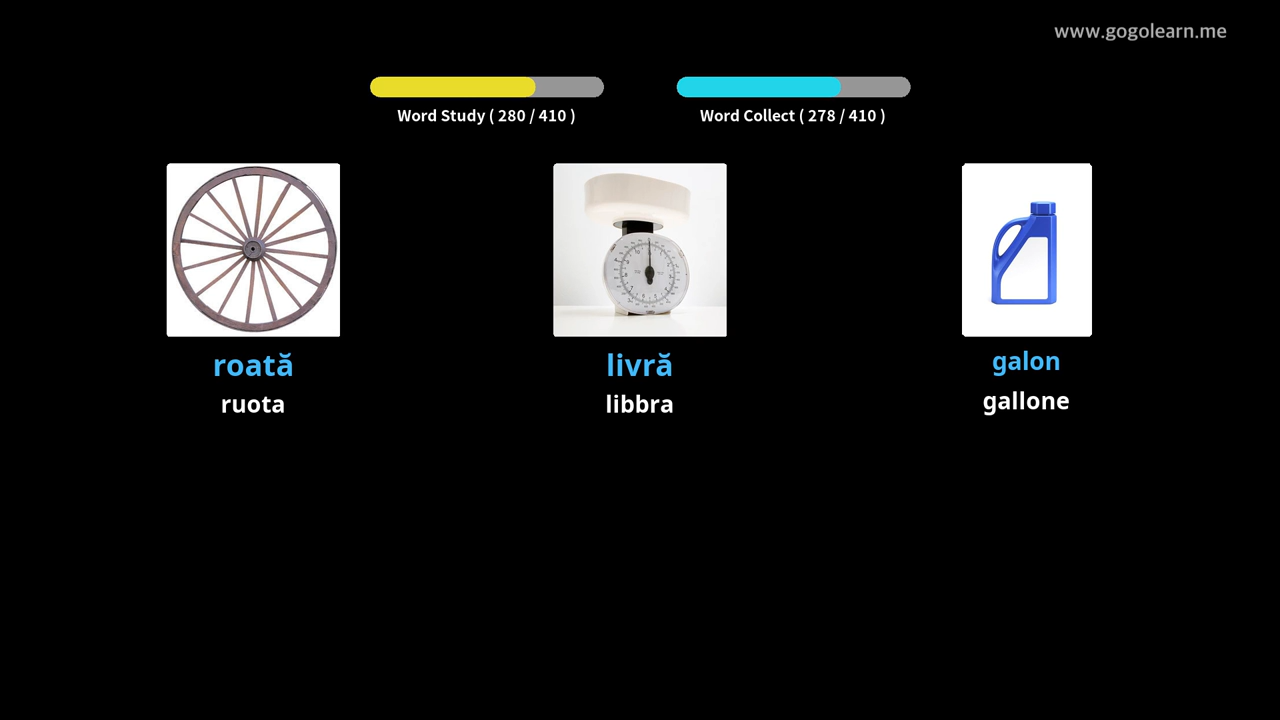 www.gogolearn.me
Word Study ( 280 / 410 )
Word Collect ( 278 / 410 )
roată
ruota
livră
libbra
galon
gallone